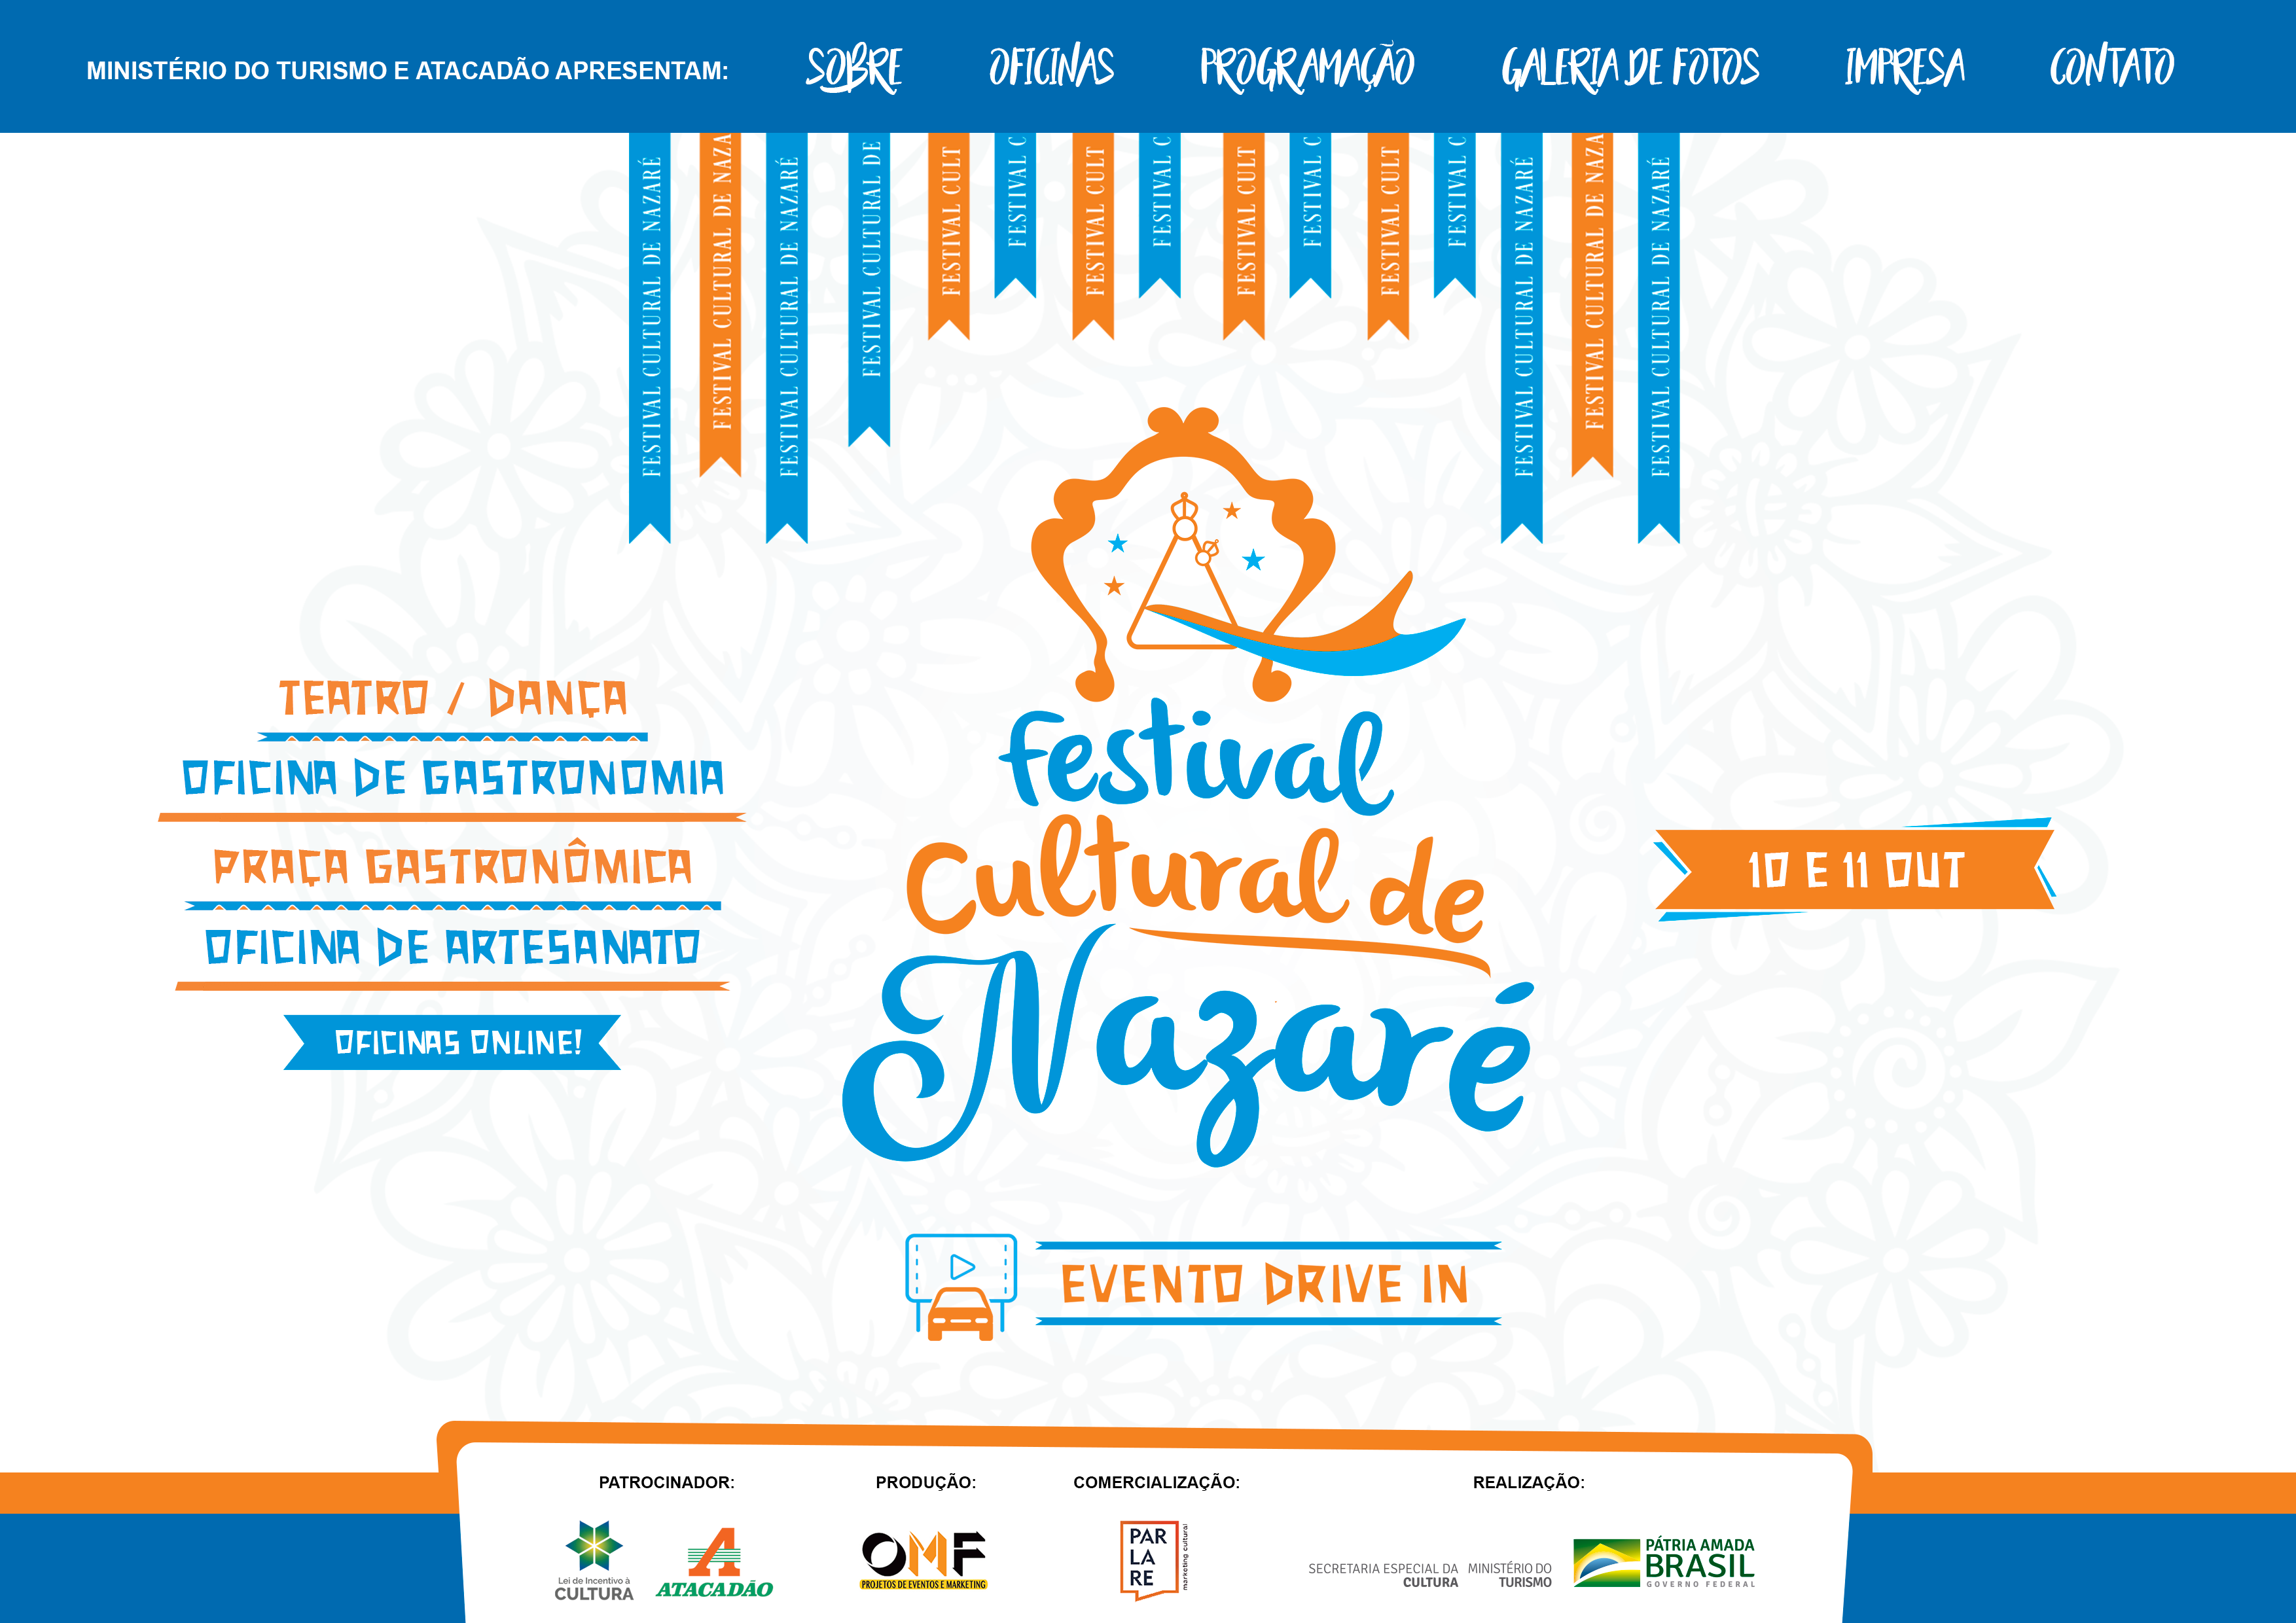 MINISTÉRIO DO TURISMO E ATACADÃO APRESENTAM:
SOBRE
OFICINAS
PROGRAMAÇÃO
GALERIA DE FOTOS
IMPRESA
CONTATO
FESTIVAL CULTURAL DE NAZARÉ
FESTIVAL CULTURAL DE NAZA
FESTIVAL CULTURAL DE NAZARÉ
FESTIVAL CULTURAL DE
FESTIVAL CULT
FESTIVAL C
FESTIVAL CULT
FESTIVAL C
FESTIVAL CULT
FESTIVAL C
FESTIVAL CULT
FESTIVAL C
FESTIVAL CULTURAL DE NAZARÉ
FESTIVAL CULTURAL DE NAZA
FESTIVAL CULTURAL DE NAZARÉ
TEATRO / DANÇA
OFICINA DE GASTRONOMIA
PRAÇA GASTRONÔMICA
OFICINA DE ARTESANATO
OFICINAS ONLINE!
Festival
Cultural de
Nazaré
10 E 11 OUT
EVENTO DRIVE IN
PATROCINADOR:
Lei de Incentivo à
CULTURA
A
ATACADÃO
PRODUÇÃO:
OMF
PROJETOS DE EVENTOS E MARKETING
COMERCIALIZAÇÃO:
PAR
LA
RE
marketing cultural
REALIZAÇÃO:
SECRETARIA ESPECIAL DA
CULTURA
MINISTÉRIO DO
TURISMO
PÁTRIA AMADA
BRASIL
GOVERNO FEDERAL